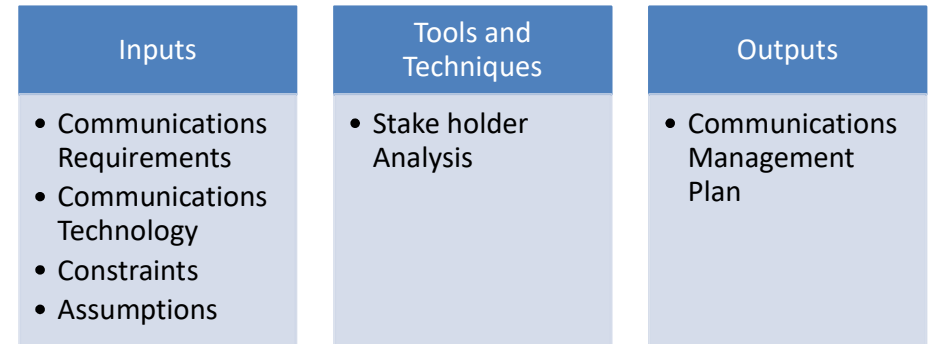 Inputs
• Communications
Requirements
• Communications
Technology
• Constraints
• Assumptions
Tools and
Techniques
• Stake holder
Analysis
Outputs
• Communications
Management
Plan